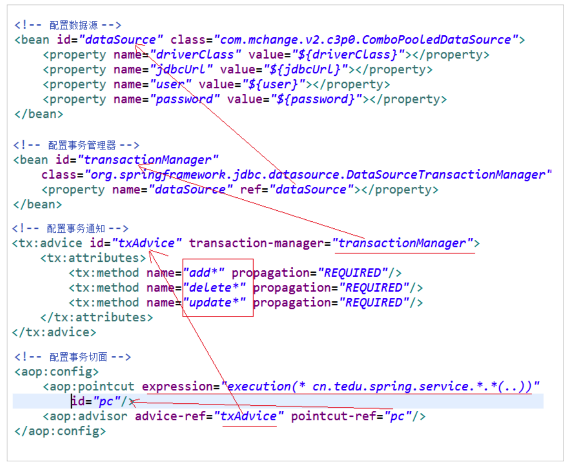 <!-- 配置数据源 -->
<bean id="dataSource" class="com.mchange.v2.c3p0.ComboPooledDataSource">
<property name="driverClass" value="${driverClass}"></property>
<property name="jdbcUrl" value="${jdbcUrl}"></property>
<property name="user" value="${user}"></property>
<property name="password" value="${password}"></property>
</bean>
<!-- 配置事务管理器 -->
<bean id="transactionManager"
class="org.springframework.jdbc.datasource.DataSourceTransactionManager"
<property name="dataSource" ref="dataSource"></property>
</bean>
<!-- 配置事务通知 -->
<tx:advice id="txAdvice" transaction-manager="transactionManager">
<tx:attributes>
<tx:method name="add*" propagation="REQUIRED"/>
<tx:method name="delete*" propagation="REQUIRED"/>
<tx:method name="update*" propagation="REQUIRED"/>
</tx:attributes>
</tx:advice>
<!-- 配置事务切面 -->
<aop:config>
<aop:pointcut expression="execution(* cn.tedu.spring.service.*.*(..))"
id="pc"/>
<aop:advisor advice-ref="txAdvice" pointcut-ref="pc"/>
</aop:config>